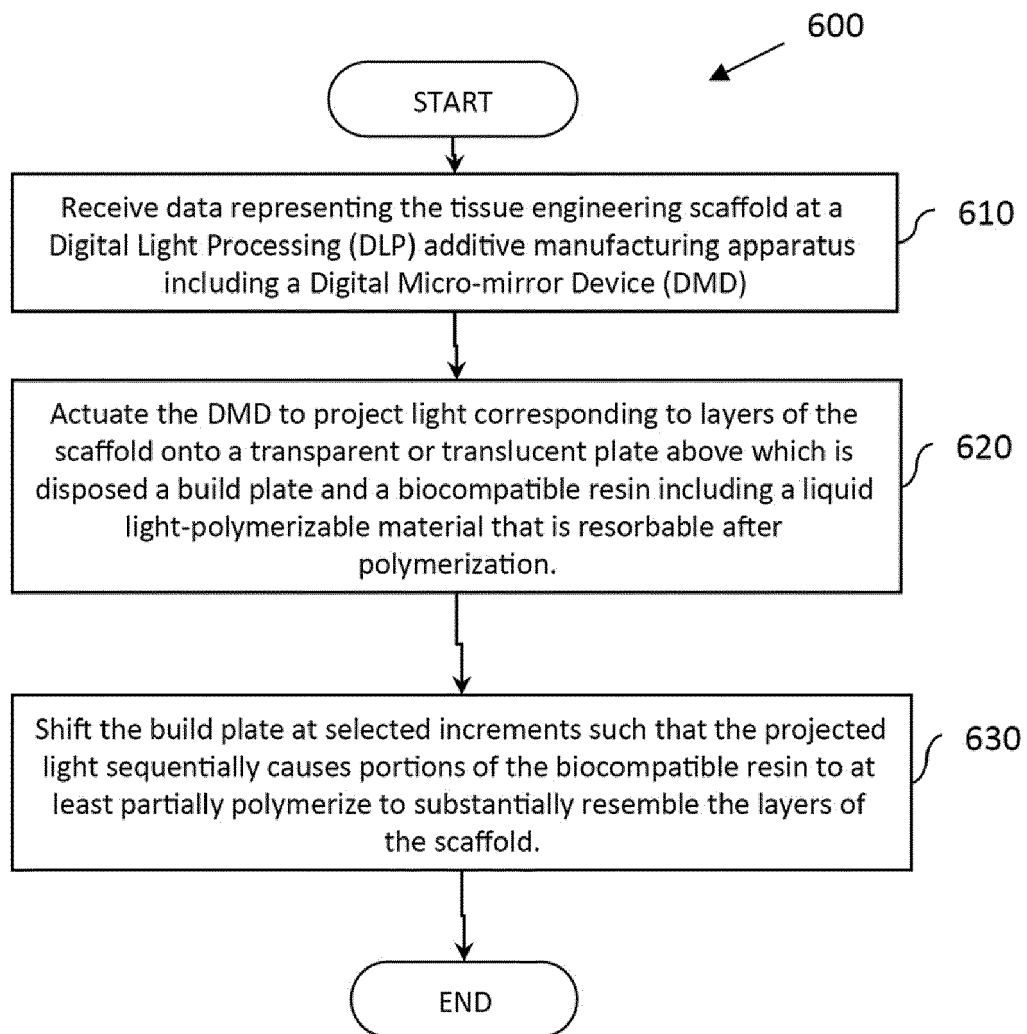 600
START
Receive data representing the tissue engineering scaffold at a
Digital Light Processing (DLP) additive manufacturing apparatus
including a Digital Micro-mirror Device (DMD)
610
Actuate the DMD to project light corresponding to layers of the
scaffold onto a transparent or translucent plate above which is
disposed a build plate and a biocompatible resin including a liquid
light-polymerizable material that is resorbable after
polymerization.
620
Shift the build plate at selected increments such that the projected
light sequentially causes portions of the biocompatible resin to at
least partially polymerize to substantially resemble the layers of
the scaffold.
630
END